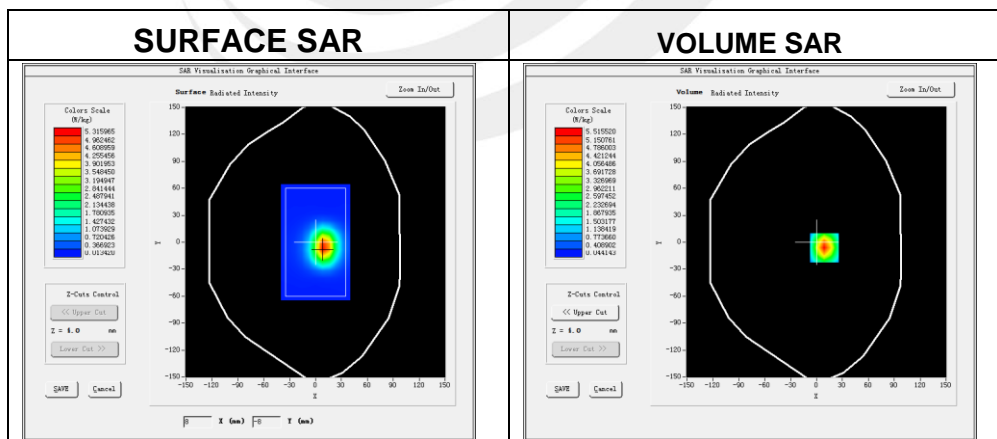 SURFACE SAR
VOLUME SAR
SAR Visualisation Graphical Interface
Surface Radiated Intensity
Zoom In/Out
Colors Scale
(W/kg)
5.315965
4.962462
4.608959
4.255456
3.901953
3.548450
3.194947
2.841444
2.487941
2.134438
1.780935
1.427432
1.073929
0.720426
0.366923
0.013420
150
120
90
60
30
0
-30
-60
-90
-120
-150
Y
-150 -120 -90 -60 -30 0 30 60 90 120 150
X
Z-Cuts Control
<< Upper Cut
Z = 4.0 mm
Lower Cut >>
SAVE Cancel
8 X (mm) -8 Y (mm)
SAR Visualisation Graphical Interface
Volume Radiated Intensity
Zoom In/Out
Colors Scale
(W/kg)
5.515520
5.150761
4.786003
4.421244
4.056486
3.691728
3.326969
2.962211
2.597452
2.232694
1.867935
1.503177
1.138419
0.773660
0.408902
0.044143
150
120
90
60
30
0
-30
-60
-90
-120
-150
Y
-150 -120 -90 -60 -30 0 30 60 90 120 150
X
Z-Cuts Control
<< Upper Cut
Z = 4.0 mm
Lower Cut >>
SAVE Cancel